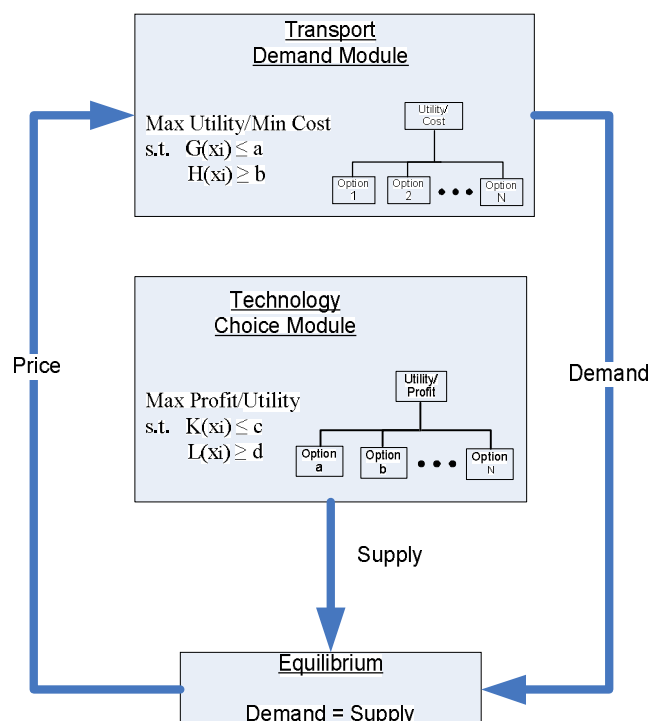 Transport
Demand Module
Max Utility/Min Cost
s.t. G(xi) ≤ a
H(xi) ≥ b
Utility/
Cost
Option
1
Option
2
• • •
Option
N
Technology
Choice Module
Max Profit/Utility
s.t. K(xi) ≤ c
L(xi) ≥ d
Utility/
Profit
Option
a
Option
b
• • •
Option
N
Price
Demand
Supply
Equilibrium
Demand = Supply